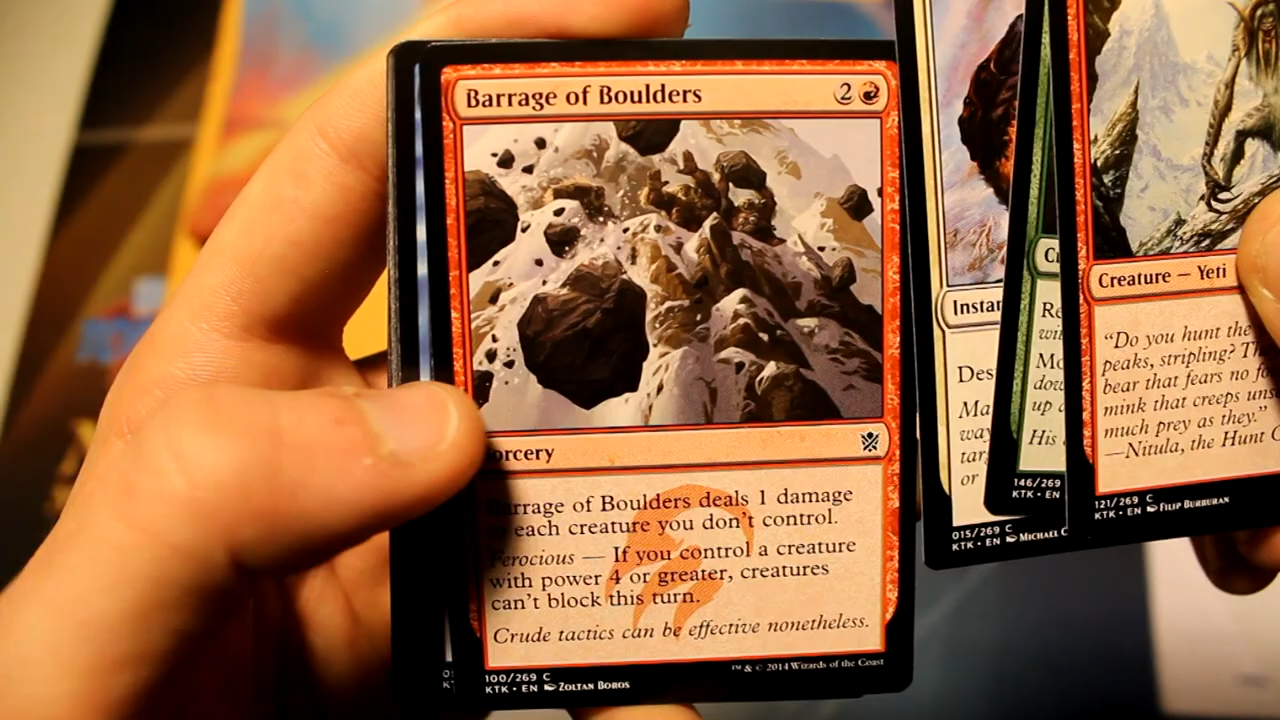 Barrage of Boulders 2
orcery
arrage of Boulders deals 1 damage
each creature you don't control.
Ferocious — If you control a creature
with power 4 or greater, creatures
can't block this turn.
Crude tactics can be effective nonetheless.
™ & © 2014 Wizards of the Coast
100/269 C
KTK • EN ZOLTAN BOROS
Instan
Des
Ma
way
targ
or
015/269 C
KTK • EN MICHAEL C
Re
wi
Mo
dow
up
His
146/269
KTK • EN
Creature — Yeti
"Do you hunt the
peaks, stripling? Th
bear that fears no fo
mink that creeps uns
much prey as they."
—Nitula, the Hunt C
121/269 C
KTK • EN FILIP BURBURAN